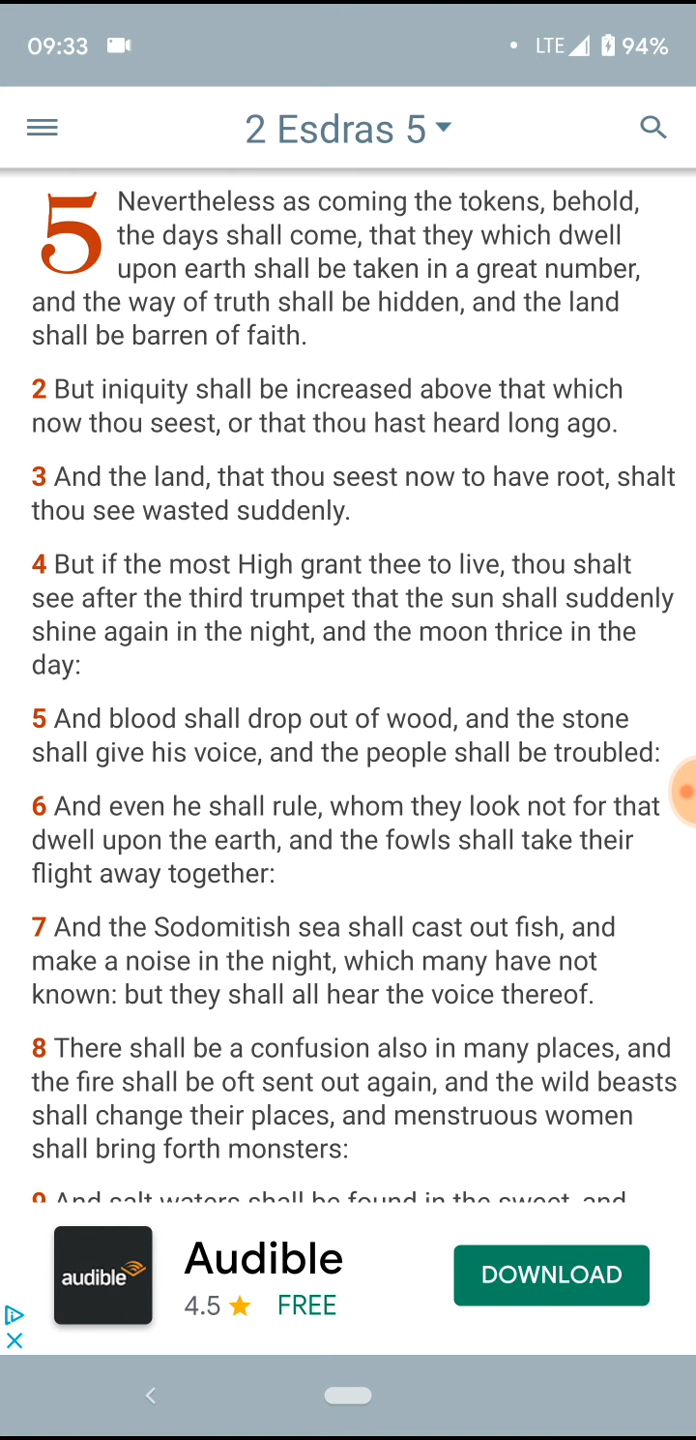 09:33 LTE 94%
2 Esdras 5
5 Nevertheless as coming the tokens, behold,
the days shall come, that they which dwell
upon earth shall be taken in a great number,
and the way of truth shall be hidden, and the land
shall be barren of faith.
2 But iniquity shall be increased above that which
now thou seest, or that thou hast heard long ago.
3 And the land, that thou seest now to have root, shalt
thou see wasted suddenly.
4 But if the most High grant thee to live, thou shalt
see after the third trumpet that the sun shall suddenly
shine again in the night, and the moon thrice in the
day:
5 And blood shall drop out of wood, and the stone
shall give his voice, and the people shall be troubled:
6 And even he shall rule, whom they look not for that
dwell upon the earth, and the fowls shall take their
flight away together:
7 And the Sodomitish sea shall cast out fish, and
make a noise in the night, which many have not
known: but they shall all hear the voice thereof.
8 There shall be a confusion also in many places, and
the fire shall be oft sent out again, and the wild beasts
shall change their places, and menstruous women
shall bring forth monsters:
9 And salt waters shall be found in the sweet, and
audible
Audible
4.5 FREE
DOWNLOAD